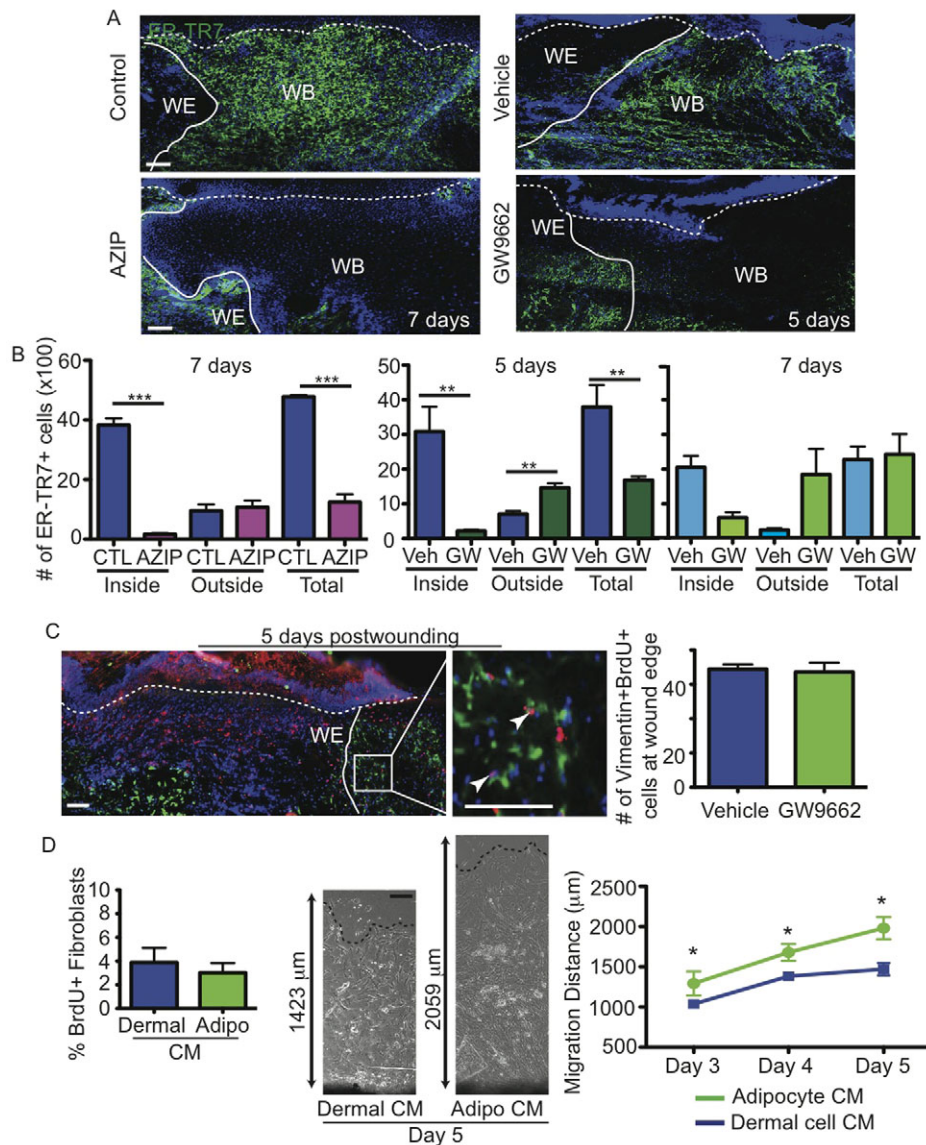 A
ER-TR7
Control
WE
WB
Vehicle
WE
WB
AZIP
WB
WE
7 days
GW9662
WE
WB
5 days
B
# of ER-TR7+ cells (x100)
7 days
60
40
20
0
***
***
CTL AZIP CTL AZIP CTL AZIP
Inside Outside Total
5 days
50
40
30
20
10
0
**
**
**
Veh GW Veh GW Veh GW
Inside Outside Total
7 days
Veh GW Veh GW Veh GW
Inside Outside Total
C
5 days postwounding
WE
# of Vimentin+BrdU+
cells at wound edge
40
20
0
Vehicle GW9662
D
% BrdU+ Fibroblasts
10
8
6
4
2
0
Dermal Adipo
CM
1423 μm
2059 μm
Dermal CM Adipo CM
Day 5
Migration Distance (μm)
2500
2000
1500
1000
500
* * *
Day 3 Day 4 Day 5
Adipocyte CM
Dermal cell CM